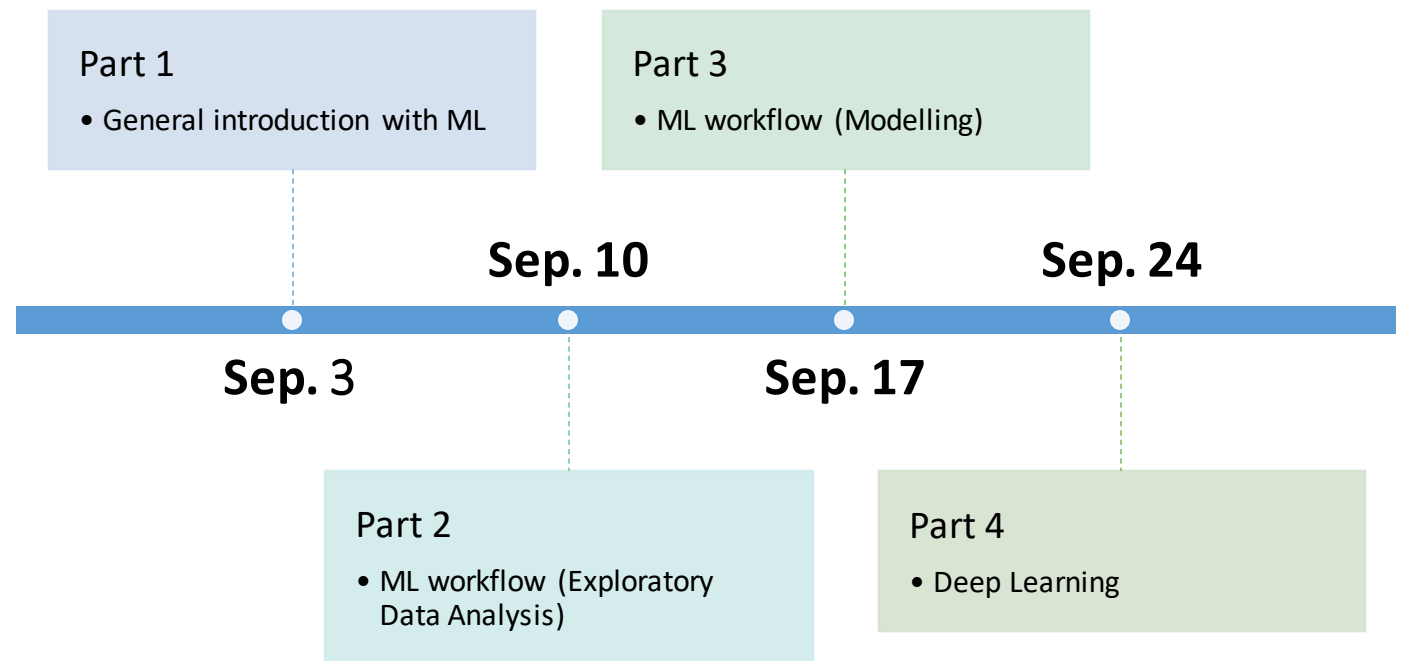 Part 1
• General introduction with ML
Part 3
• ML workflow (Modelling)
Sep. 10
Sep. 24
Sep. 3
Sep. 17
Part 2
• ML workflow (Exploratory
Data Analysis)
Part 4
• Deep Learning